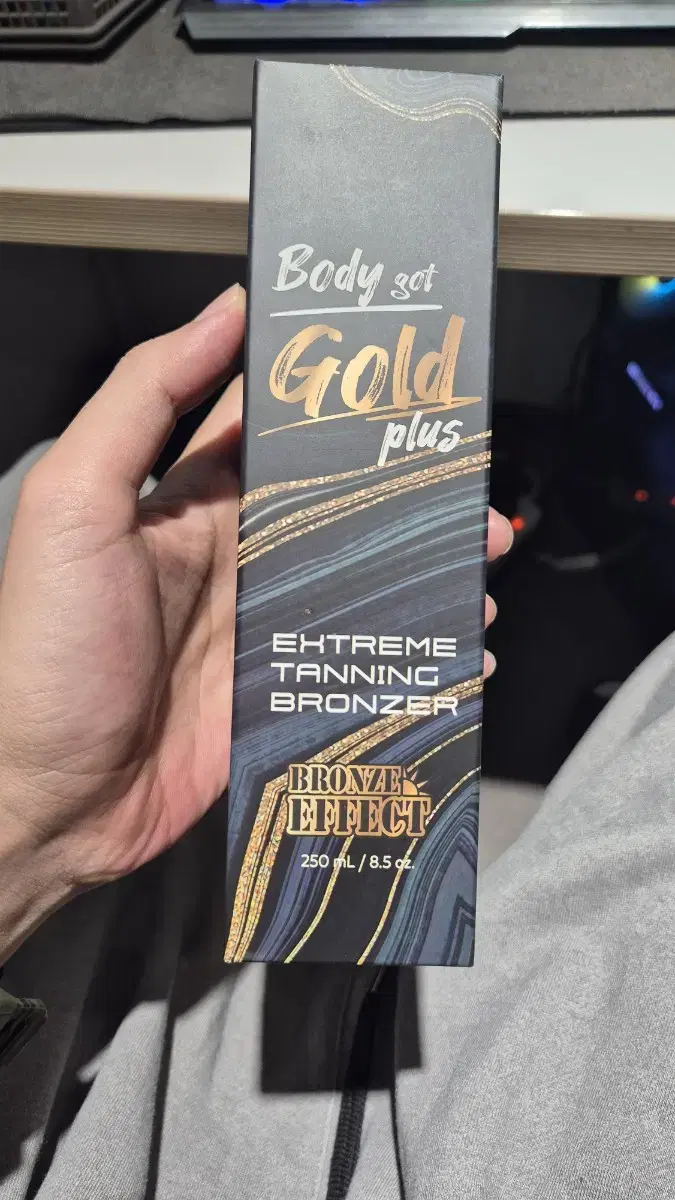 Body got
Gold
plus
EXTREME
TANNING
BRONZER
BRONZE
EFFECT
250 mL / 8.5 oz.